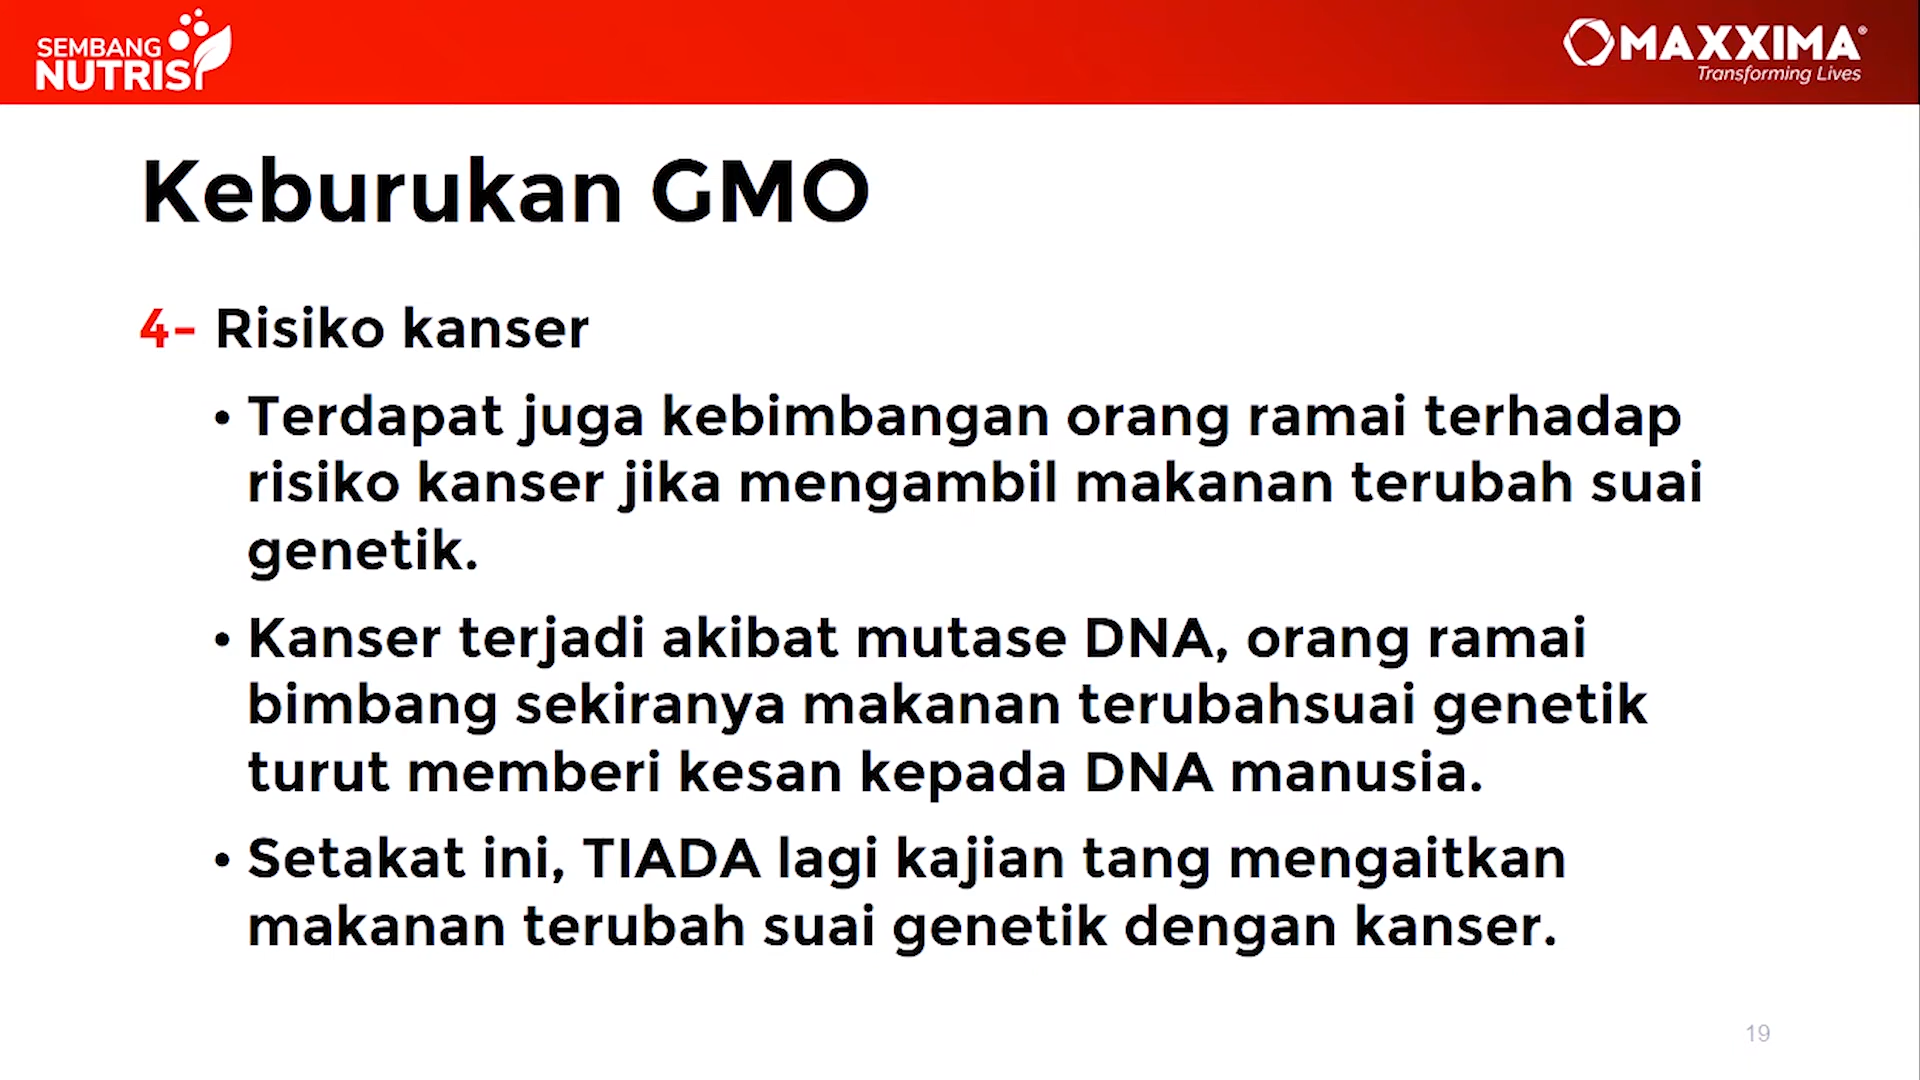 SEMBANG
NUTRISI
MAXXIMA®
Transforming Lives
Keburukan GMO
4- Risiko kanser
• Terdapat juga kebimbangan orang ramai terhadap
risiko kanser jika mengambil makanan terubah suai
genetik.
• Kanser terjadi akibat mutase DNA, orang ramai
bimbang sekiranya makanan terubahsuai genetik
turut memberi kesan kepada DNA manusia.
• Setakat ini, TIADA lagi kajian tang mengaitkan
makanan terubah suai genetik dengan kanser.
19